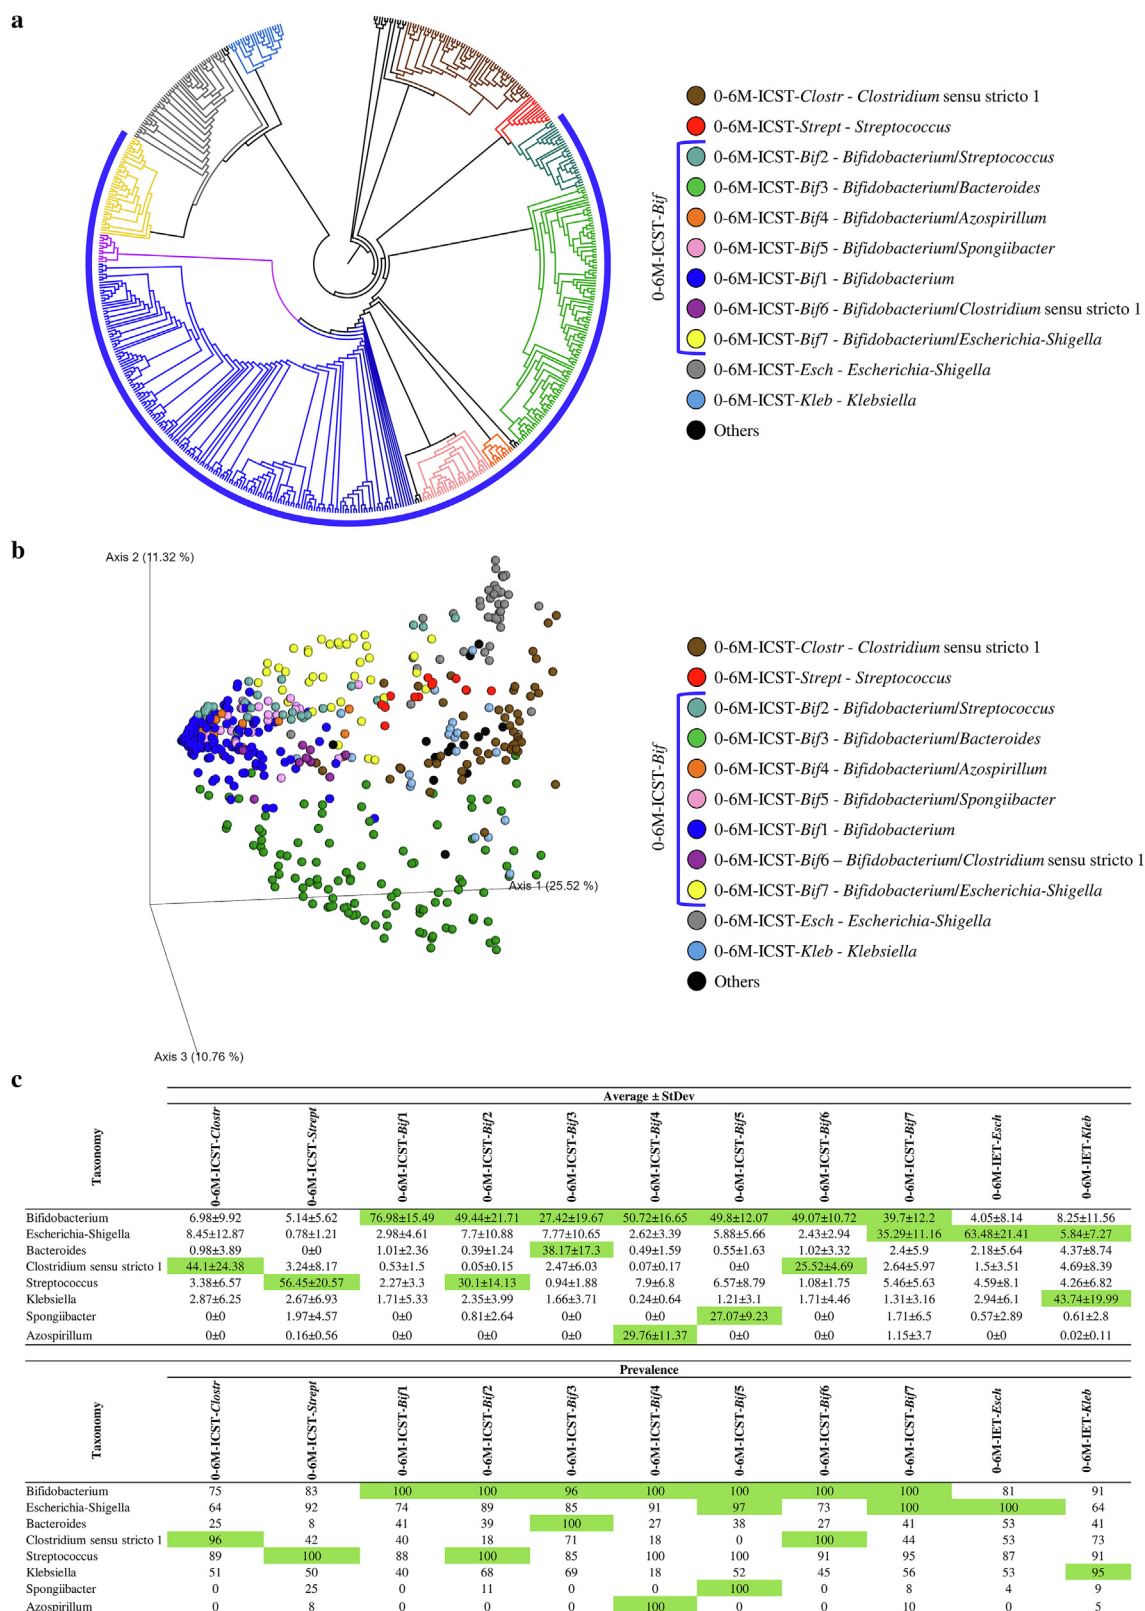 a
0-6M-ICST-Clostr - Clostridium sensu stricto 1
0-6M-ICST-Strept - Streptococcus
0-6M-ICST-Bif2 - Bifidobacterium/Streptococcus
0-6M-ICST-Bif3 - Bifidobacterium/Bacteroides
0-6M-ICST-Bif4 - Bifidobacterium/Azospirillum
0-6M-ICST-Bif5 - Bifidobacterium/Spongiibacter
0-6M-ICST-Bif1 - Bifidobacterium
0-6M-ICST-Bif6 - Bifidobacterium/Clostridium sensu stricto 1
0-6M-ICST-Bif7 - Bifidobacterium/Escherichia-Shigella
0-6M-ICST-Esch - Escherichia-Shigella
0-6M-ICST-Kleb - Klebsiella
Others
0-6M-ICST-Bif
b
Axis 2 (11.32 %)
Axis 1 (25.52 %)
Axis 3 (10.76 %)
0-6M-ICST-Clostr - Clostridium sensu stricto 1
0-6M-ICST-Strept - Streptococcus
0-6M-ICST-Bif2 - Bifidobacterium/Streptococcus
0-6M-ICST-Bif3 - Bifidobacterium/Bacteroides
0-6M-ICST-Bif4 - Bifidobacterium/Azospirillum
0-6M-ICST-Bif5 - Bifidobacterium/Spongiibacter
0-6M-ICST-Bif1 - Bifidobacterium
0-6M-ICST-Bif6 – Bifidobacterium/Clostridium sensu stricto 1
0-6M-ICST-Bif7 - Bifidobacterium/Escherichia-Shigella
0-6M-ICST-Esch - Escherichia-Shigella
0-6M-ICST-Kleb - Klebsiella
Others
0-6M-ICST-Bif
c
Average ± StDev
Taxonomy 0-6M-ICST-Clostr 0-6M-ICST-Strept 0-6M-ICST-Bif1 0-6M-ICST-Bif2 0-6M-ICST-Bif3 0-6M-ICST-Bif4 0-6M-ICST-Bif5 0-6M-ICST-Bif6 0-6M-ICST-Bif7 0-6M-IET-Esch 0-6M-IET-Kleb
Bifidobacterium 6.98±9.92 5.14±5.62 76.98±15.49 49.44±21.71 27.42±19.67 50.72±16.65 49.8±12.07 49.07±10.72 39.7±12.2 4.05±8.14 8.25±11.56
Escherichia-Shigella 8.45±12.87 0.78±1.21 2.98±4.61 7.7±10.88 7.77±10.65 2.62±3.39 5.88±5.66 2.43±2.94 35.29±11.16 63.48±21.41 5.84±7.27
Bacteroides 0.98±3.89 0±0 1.01±2.36 0.39±1.24 38.17±17.3 0.49±1.59 0.55±1.63 1.02±3.32 2.4±5.9 2.18±5.64 4.37±8.74
Clostridium sensu stricto 1 44.1±24.38 3.24±8.17 0.53±1.5 0.05±0.15 2.47±6.03 0.07±0.17 0±0 25.52±4.69 2.64±5.97 1.5±3.51 4.69±8.39
Streptococcus 3.38±6.57 56.45±20.57 2.27±3.3 30.1±14.13 0.94±1.88 7.9±6.8 6.57±8.79 1.08±1.75 5.46±5.63 4.59±8.1 4.26±6.82
Klebsiella 2.87±6.25 2.67±6.93 1.71±5.33 2.35±3.99 1.66±3.71 0.24±0.64 1.21±3.1 1.71±4.46 1.31±3.16 2.94±6.1 43.74±19.99
Spongiibacter 0±0 1.97±4.57 0±0 0.81±2.64 0±0 0±0 27.07±9.23 0±0 1.71±6.5 0.57±2.89 0.61±2.8
Azospirillum 0±0 0.16±0.56 0±0 0±0 0±0 29.76±11.37 0±0 0±0 1.15±3.7 0±0 0.02±0.11
Prevalence
Taxonomy 0-6M-ICST-Clostr 0-6M-ICST-Strept 0-6M-ICST-Bif1 0-6M-ICST-Bif2 0-6M-ICST-Bif3 0-6M-ICST-Bif4 0-6M-ICST-Bif5 0-6M-ICST-Bif6 0-6M-ICST-Bif7 0-6M-IET-Esch 0-6M-IET-Kleb
Bifidobacterium 75 83 100 100 96 100 100 100 100 81 91
Escherichia-Shigella 64 92 74 89 85 91 97 73 100 100 64
Bacteroides 25 8 41 39 100 27 38 27 41 53 41
Clostridium sensu stricto 1 96 42 40 18 71 18 0 100 44 53 73
Streptococcus 89 100 88 100 85 100 100 91 95 87 91
Klebsiella 51 50 40 68 69 18 52 45 56 53 95
Spongiibacter 0 25 0 11 0 0 100 0 8 4 9
Azospirillum 0 8 0 0 0 100 0 0 10 0 5